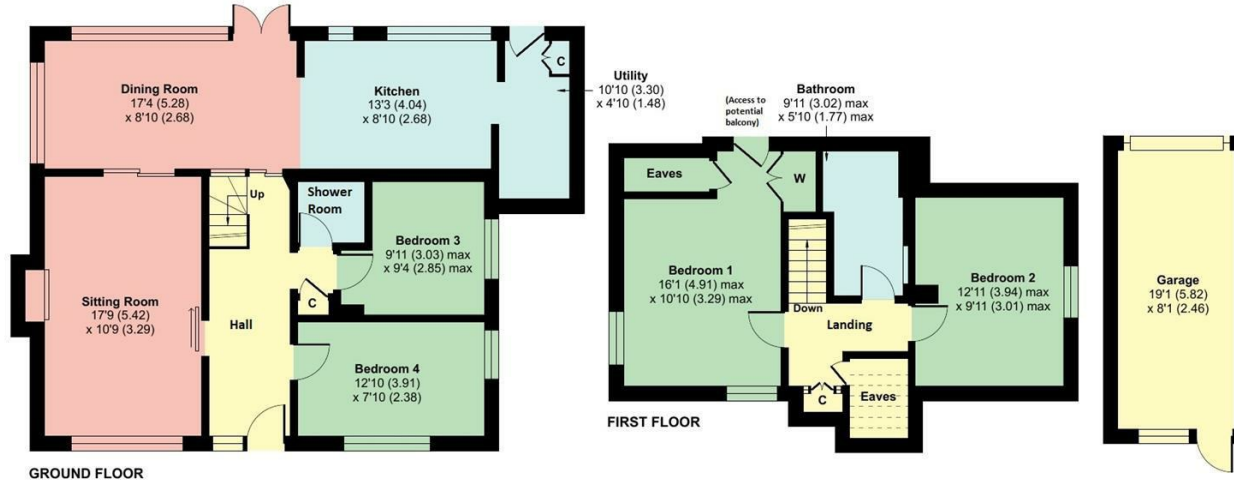 Dining Room
17'4 (5.28)
x 8'10 (2.68)
Kitchen
13'3 (4.04)
x 8'10 (2.68)
C
Utility
10'10 (3.30)
x 4'10 (1.48)
Up
Shower
Room
Bedroom 3
9'11 (3.03) max
x 9'4 (2.85) max
Sitting Room
17'9 (5.42)
x 10'9 (3.29)
Hall
C
Bedroom 4
12'10 (3.91)
x 7'10 (2.38)
GROUND FLOOR
(Access to
potential
balcony)
Bathroom
9'11 (3.02) max
x 5'10 (1.77) max
Eaves
W
Bedroom 1
16'1 (4.91) max
x 10'10 (3.29) max
Down
Landing
Bedroom 2
12'11 (3.94) max
x 9'11 (3.01) max
C
Eaves
FIRST FLOOR
Garage
19'1 (5.82)
x 8'1 (2.46)